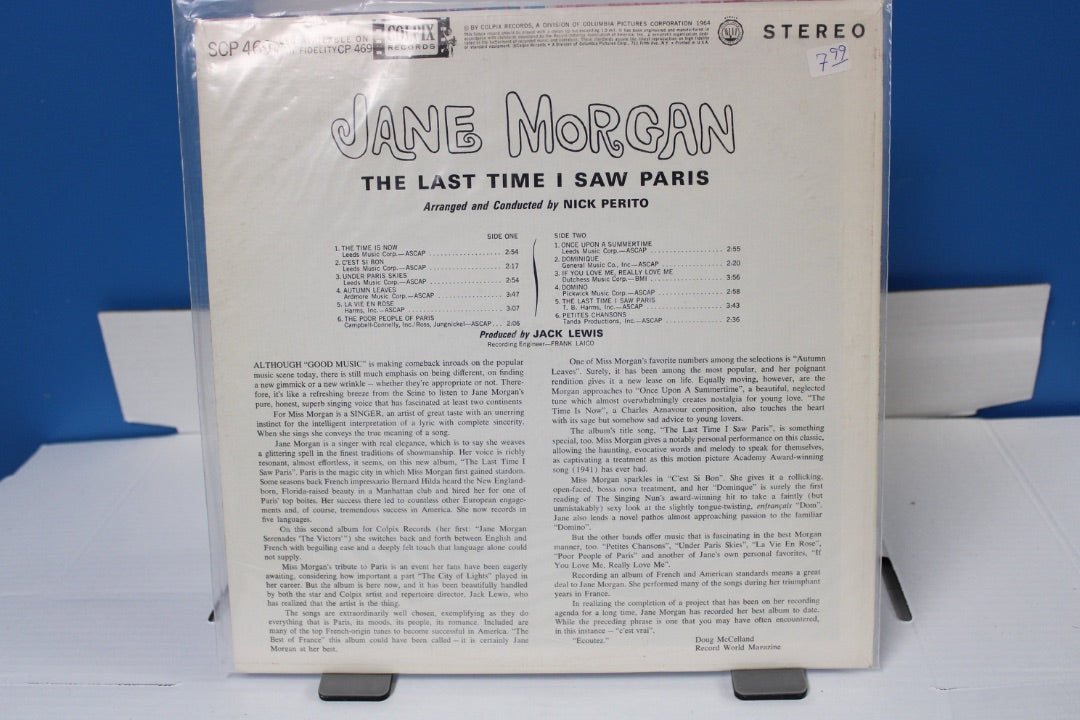 SCP 469
AVAILABLE ON
HI FIDELITY CP 469
COLPIX
RECORDS
© BY COLPIX RECORDS, A DIVISION OF COLUMBIA PICTURES CORPORATION 1964
STEREO
7.99
JANE MORGAN
THE LAST TIME I SAW PARIS
Arranged and Conducted by NICK PERITO
SIDE ONE
1. THE TIME IS NOW
Leeds Music Corp.—ASCAP 2:54
2. C'EST SI BON
Leeds Music Corp.—ASCAP 2:17
3. UNDER PARIS SKIES
Leeds Music Corp.—ASCAP 2:54
4. AUTUMN LEAVES
Ardmore Music Corp.—ASCAP 3:47
5. LA VIE EN ROSE
Harms, Inc.—ASCAP 3:07
6. THE POOR PEOPLE OF PARIS
Campbell-Connelly, Inc./Ross, Jungnickel—ASCAP 2:06
SIDE TWO
1. ONCE UPON A SUMMERTIME
Leeds Music Corp.—ASCAP 2:55
2. DOMINIQUE
General Music Co., Inc—ASCAP 2:20
3. IF YOU LOVE ME, REALLY LOVE ME
Dutchess Music Corp.—BMI 3:56
4. DOMINO
Pickwick Music Corp.—ASCAP 2:58
5. THE LAST TIME I SAW PARIS
T. B. Harms, Inc.—ASCAP 3:43
6. PETITES CHANSONS
Tanda Productions, Inc—ASCAP 2:36
Produced by JACK LEWIS
Recording Engineer—FRANK LAICO
ALTHOUGH "GOOD MUSIC" is making comeback inroads on the popular
music scene today, there is still much emphasis on being different, on finding
a new gimmick or a new wrinkle — whether they're appropriate or not. There-
fore, it's like a refreshing breeze from the Seine to listen to Jane Morgan's
pure, honest, superb singing voice that has fascinated at least two continents
For Miss Morgan is a SINGER, an artist of great taste with an unerring
instinct for the intelligent interpretation of a lyric with complete sincerity.
When she sings she conveys the true meaning of a song.
Jane Morgan is a singer with real elegance, which is to say she weaves
a glittering spell in the finest traditions of showmanship. Her voice is richly
resonant, almost effortless, it seems, on this new album, "The Last Time I
Saw Paris". Paris is the magic city in which Miss Morgan first gained stardom.
Some seasons back French impressario Bernard Hilda heard the New England-
born, Florida-raised beauty in a Manhattan club and hired her for one of
Paris' top boites. Her success there led to countless other European engage-
ments and, of course, tremendous success in America. She now records in
five languages.
On this second album for Colpix Records (her first: "Jane Morgan
Serenades 'The Victors'") she switches back and forth between English and
French with beguiling ease and a deeply felt touch that language alone could
not supply.
Miss Morgan's tribute to Paris is an event her fans have been eagerly
awaiting, considering how important a part "The City of Lights" played in
her career. But the album is here now, and it has been beautifully handled
by both the star and Colpix artist and repertoire director, Jack Lewis, who
has realized that the artist is the thing.
The songs are extraordinarily well chosen, exemplifying as they do
everything that is Paris, its moods, its people, its romance. Included are
many of the top French-origin tunes to become successful in America. "The
Best of France" this album could have been called — it is certainly Jane
Morgan at her best.
One of Miss Morgan's favorite numbers among the selections is "Autumn
Leaves". Surely, it has been among the most popular, and her poignant
rendition gives it a new lease on life. Equally moving, however, are the
Morgan approaches to "Once Upon A Summertime", a beautiful, neglected
tune which almost overwhelmingly creates nostalgia for young love. "The
Time Is Now", a Charles Aznavour composition, also touches the heart
with its sage but somehow sad advice to young lovers.
The album's title song, "The Last Time I Saw Paris", is something
special, too. Miss Morgan gives a notably personal performance on this classic,
allowing the haunting, evocative words and melody to speak for themselves,
as captivating a treatment as this motion picture Academy Award-winning
song (1941) has ever had.
Miss Morgan sparkles in "C'est Si Bon". She gives it a rollicking,
open-faced, bossa nova treatment, and her "Dominique" is surely the first
reading of The Singing Nun's award-winning hit to take a faintly (but
unmistakably) sexy look at the slightly tongue-twisting, enfrançais "Dom".
Jane also lends a novel pathos almost approaching passion to the familiar
"Domino".
But the other bands offer music that is fascinating in the best Morgan
manner, too. "Petites Chansons", "Under Paris Skies", "La Vie En Rose",
"Poor People of Paris" and another of Jane's own personal favorites, "If
You Love Me, Really Love Me".
Recording an album of French and American standards means a great
deal to Jane Morgan. She performed many of the songs during her triumphant
years in France.
In realizing the completion of a project that has been on her recording
agenda for a long time, Jane Morgan has recorded her best album to date.
While the preceding phrase is one that you may have often encountered,
in this instance — "c'est vrai".
"Ecoutez."
Doug McClelland
Record World Magazine